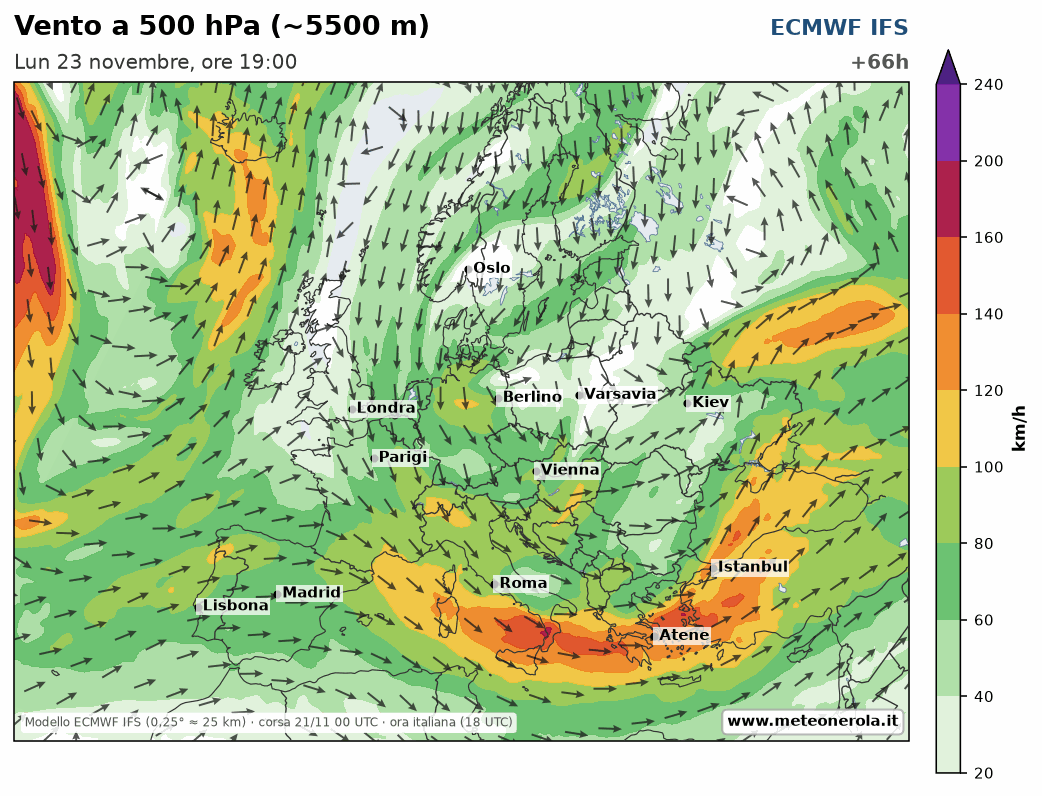 Vento a 500 hPa (~5500 m)
ECMWF IFS
Lun 23 novembre, ore 19:00
+66h
240
200
160
140
120
100
80
60
40
20
km/h
Oslo
Londra
Berlino
Varsavia
Kiev
Parigi
Vienna
Istanbul
Roma
Madrid
Lisbona
Atene
Modello ECMWF IFS (0,25° ≈ 25 km) · corsa 21/11 00 UTC · ora italiana (18 UTC)
www.meteonerola.it